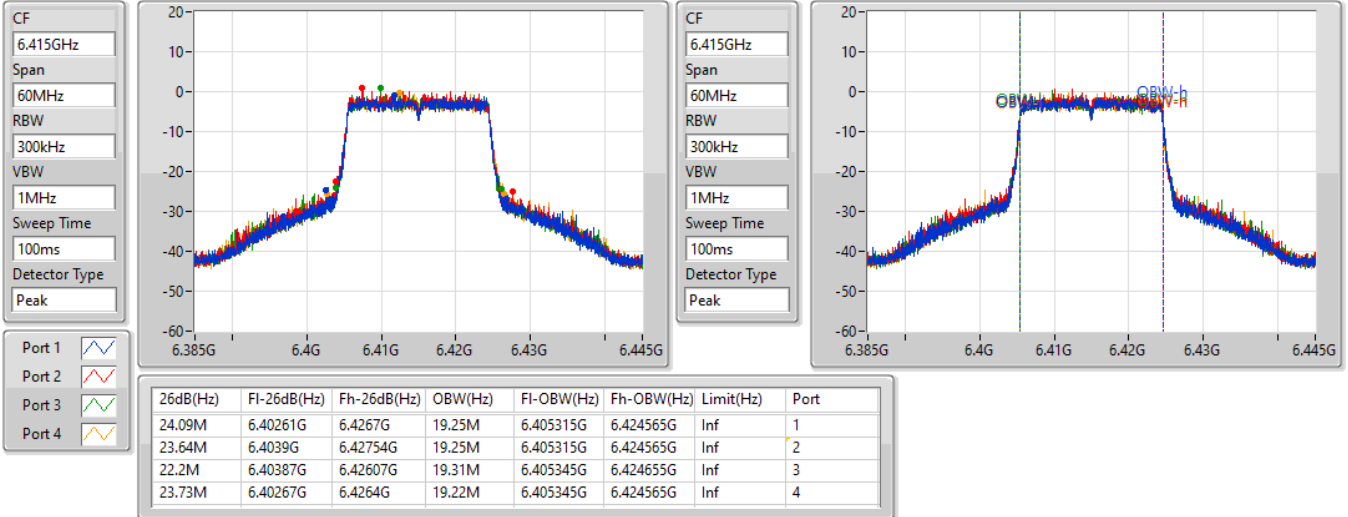 CF
6.415GHz
Span
60MHz
RBW
300kHz
VBW
1MHz
Sweep Time
100ms
Detector Type
Peak
20
10
0
-10
-20
-30
-40
-50
-60
6.385G 6.4G 6.41G 6.42G 6.43G 6.445G
CF
6.415GHz
Span
60MHz
RBW
300kHz
VBW
1MHz
Sweep Time
100ms
Detector Type
Peak
20
10
0
-10
-20
-30
-40
-50
-60
OBW-h
6.385G 6.4G 6.41G 6.42G 6.43G 6.445G
Port 1
Port 2
Port 3
Port 4
26dB(Hz) Fl-26dB(Hz) Fh-26dB(Hz) OBW(Hz) Fl-OBW(Hz) Fh-OBW(Hz) Limit(Hz) Port
24.09M 6.40261G 6.4267G 19.25M 6.405315G 6.424565G Inf 1
23.64M 6.4039G 6.42754G 19.25M 6.405315G 6.424565G Inf 2
22.2M 6.40387G 6.42607G 19.31M 6.405345G 6.424655G Inf 3
23.73M 6.40267G 6.4264G 19.22M 6.405345G 6.424565G Inf 4